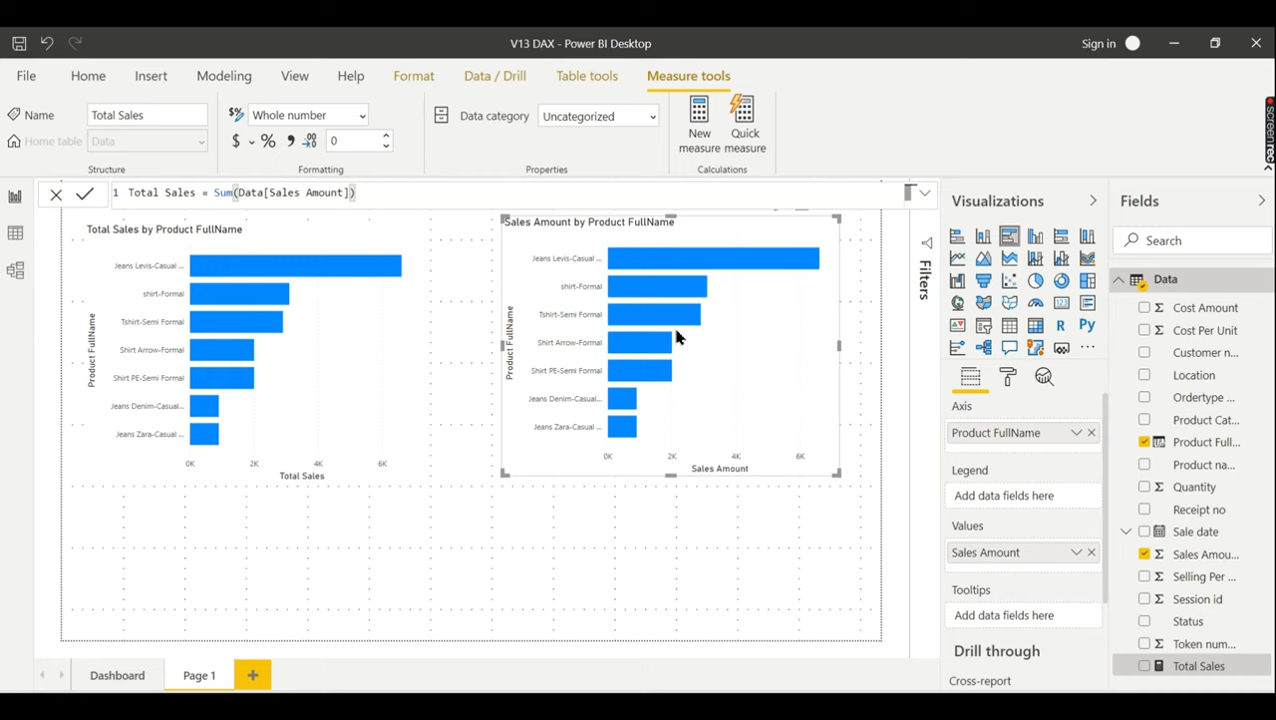 V13 DAX - Power BI Desktop
Sign in
File Home Insert Modeling View Help Format Data / Drill Table tools Measure tools
Name Total Sales
Home table Data
Structure
Whole number
$ % 0
Formatting
Data category Uncategorized
Properties
New measure
Quick measure
Calculations
screenrec
1 Total Sales = Sum(Data[Sales Amount])
Total Sales by Product FullName
Product FullName
Jeans Levis-Casual ...
shirt-Formal
Tshirt-Semi Formal
Shirt Arrow-Formal
Shirt PE-Semi Formal
Jeans Denim-Casual...
Jeans Zara-Casual ...
0K 2K 4K 6K
Total Sales
Sales Amount by Product FullName
Product FullName
Jeans Levis-Casual ...
shirt-Formal
Tshirt-Semi Formal
Shirt Arrow-Formal
Shirt PE-Semi Formal
Jeans Denim-Casual...
Jeans Zara-Casual ...
0K 2K 4K 6K
Sales Amount
Filters
Visualizations
R Py
Axis
Product FullName
Legend
Add data fields here
Values
Sales Amount
Tooltips
Add data fields here
Drill through
Cross-report
Fields
Search
Data
Cost Amount
Cost Per Unit
Customer n...
Location
Ordertype ...
Product Cat...
Product Full...
Product na...
Quantity
Receipt no
Sale date
Sales Amou...
Selling Per ...
Session id
Status
Token num...
Total Sales
Dashboard Page 1